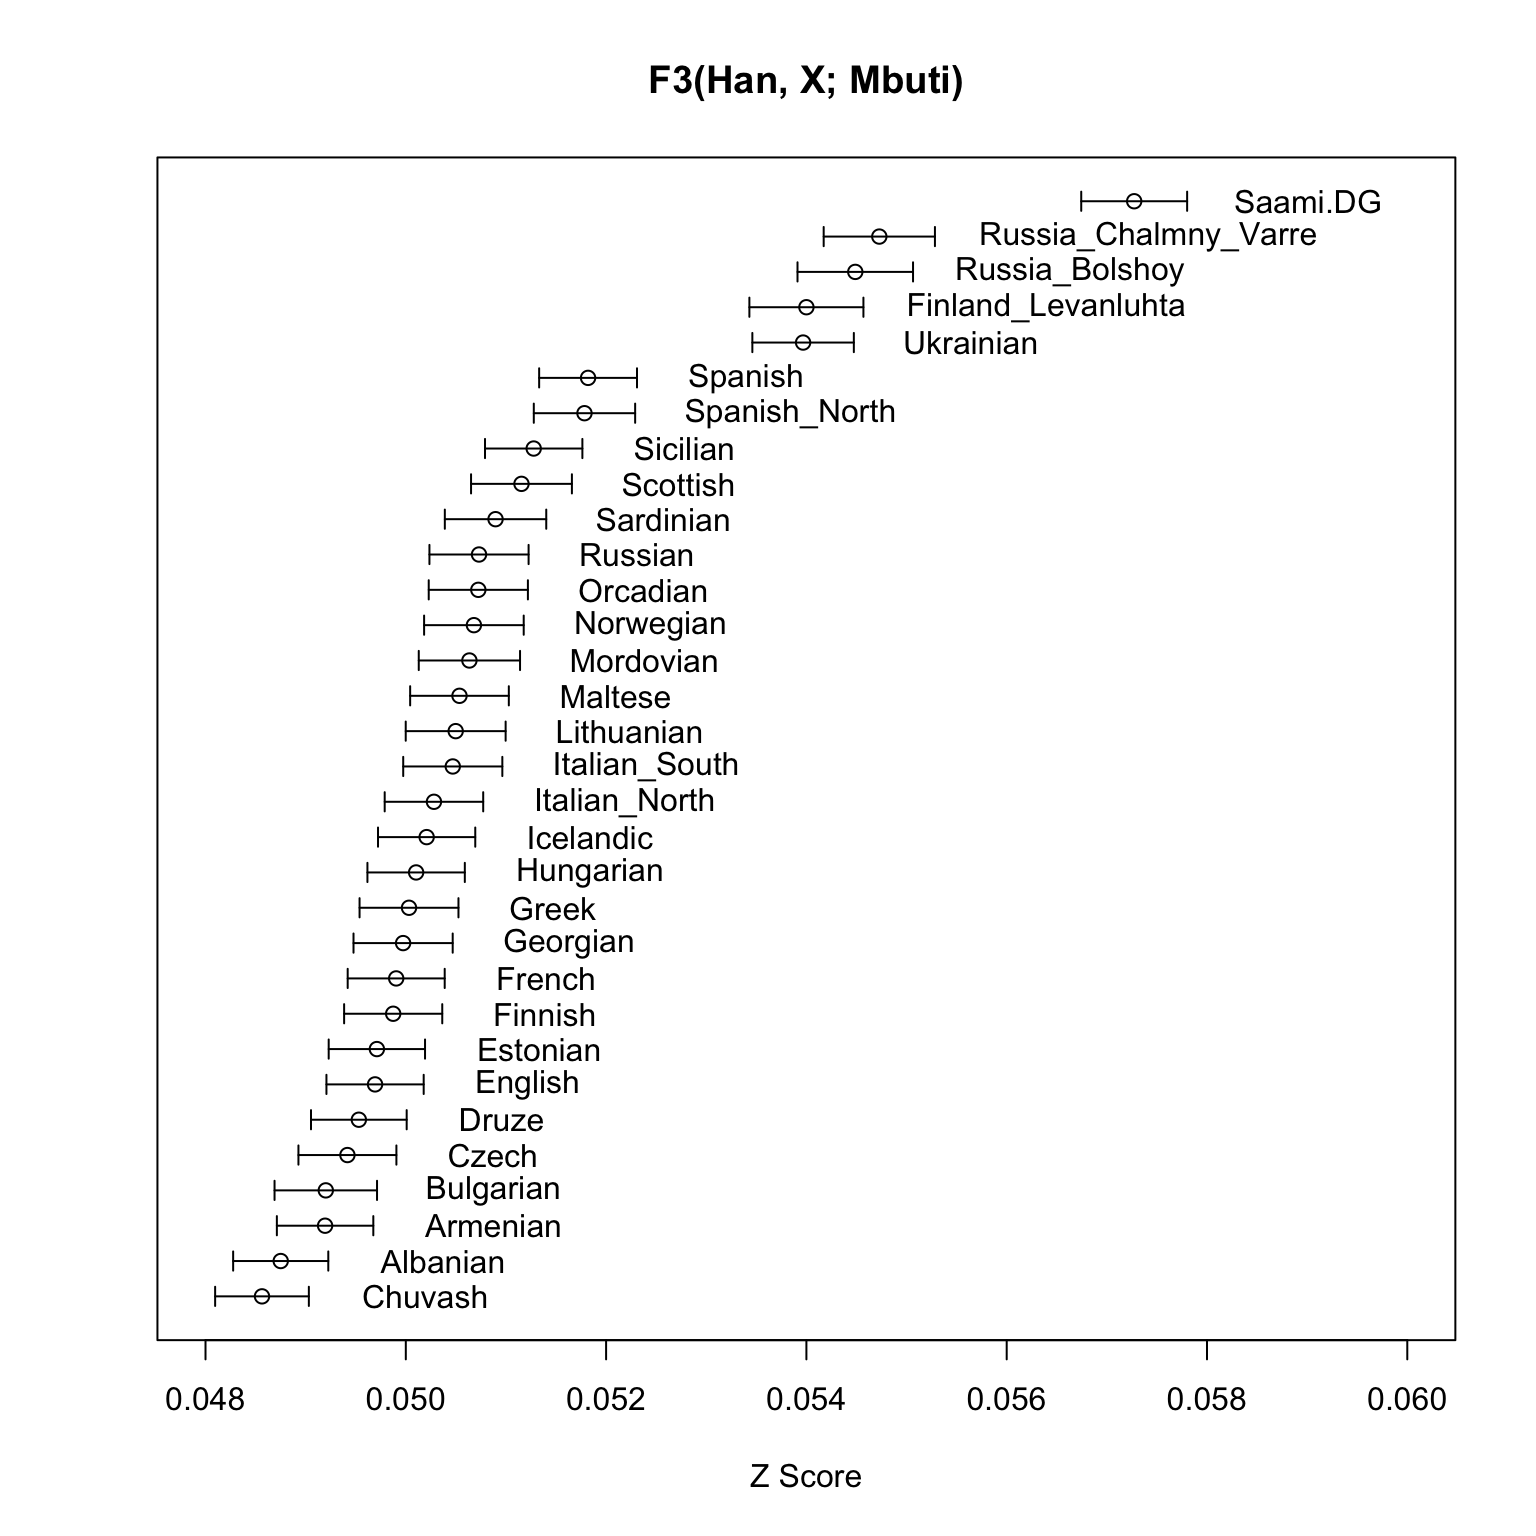 F3(Han, X; Mbuti)
Saami.DG
Russia_Chalmny_Varre
Russia_Bolshoy
Finland_Levanluhta
Ukrainian
Spanish
Spanish_North
Sicilian
Scottish
Sardinian
Russian
Orcadian
Norwegian
Mordovian
Maltese
Lithuanian
Italian_South
Italian_North
Icelandic
Hungarian
Greek
Georgian
French
Finnish
Estonian
English
Druze
Czech
Bulgarian
Armenian
Albanian
Chuvash
0.048 0.050 0.052 0.054 0.056 0.058 0.060
Z Score